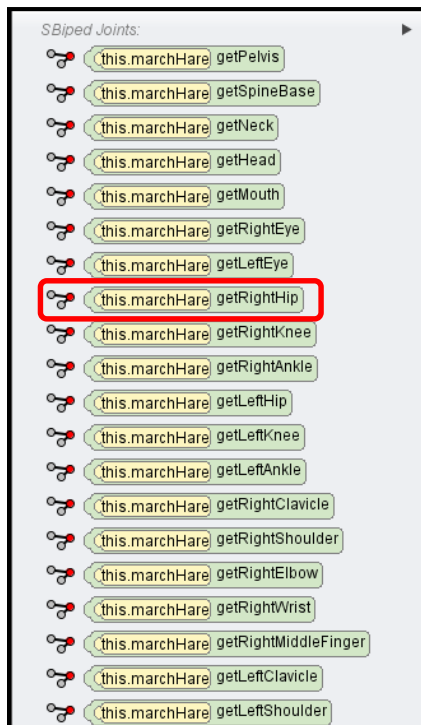 SBiped Joints:
this.marchHare getPelvis
this.marchHare getSpineBase
this.marchHare getNeck
this.marchHare getHead
this.marchHare getMouth
this.marchHare getRightEye
this.marchHare getLeftEye
this.marchHare getRightHip
this.marchHare getRightKnee
this.marchHare getRightAnkle
this.marchHare getLeftHip
this.marchHare getLeftKnee
this.marchHare getLeftAnkle
this.marchHare getRightClavicle
this.marchHare getRightShoulder
this.marchHare getRightElbow
this.marchHare getRightWrist
this.marchHare getRightMiddleFinger
this.marchHare getLeftClavicle
this.marchHare getLeftShoulder